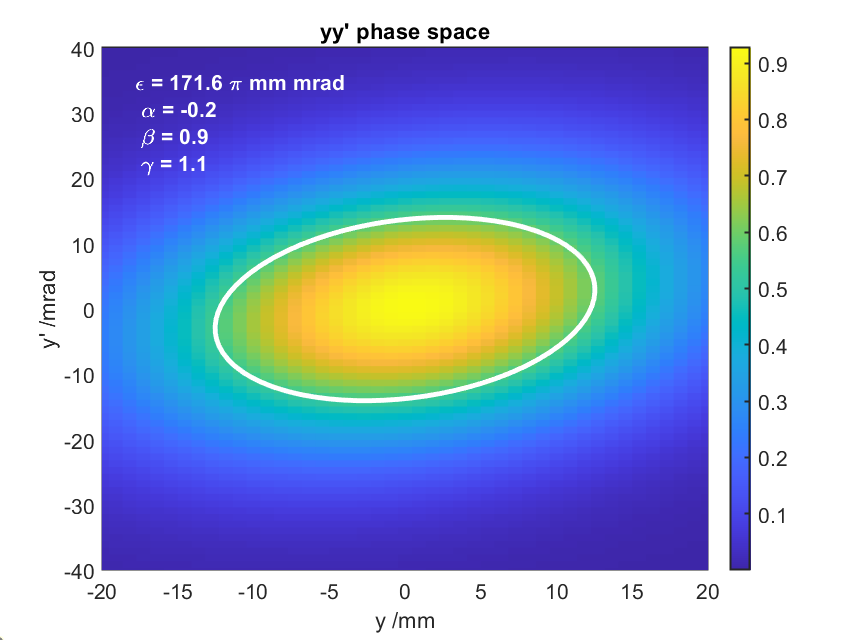 yy' phase space
ϵ = 171.6 π mm mrad
α = -0.2
β = 0.9
γ = 1.1
40
30
20
10
0
-10
-20
-30
-40
y' /mrad
-20 -15 -10 -5 0 5 10 15 20
y /mm
0.9
0.8
0.7
0.6
0.5
0.4
0.3
0.2
0.1